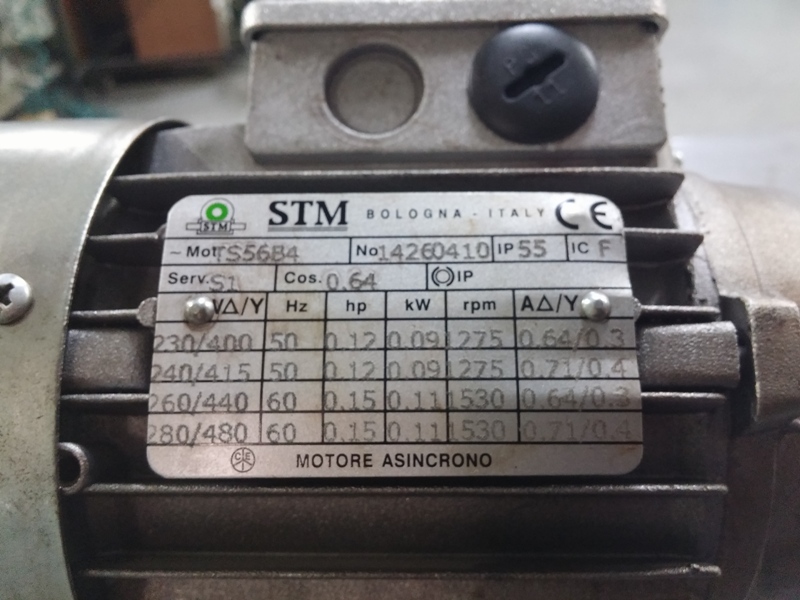 STM BOLOGNA - ITALY CE
STM
~ Mot TS56B4 No 14260410 IP 55 IC F
Serv. S1 Cos. 0.64 IP
V△/Y Hz hp kW rpm A△/Y
230/400 50 0.12 0.09 1275 0.64/0.3
240/415 50 0.12 0.09 1275 0.71/0.4
260/440 60 0.15 0.11 1530 0.64/0.3
280/480 60 0.15 0.11 1530 0.71/0.4
MOTORE ASINCRONO